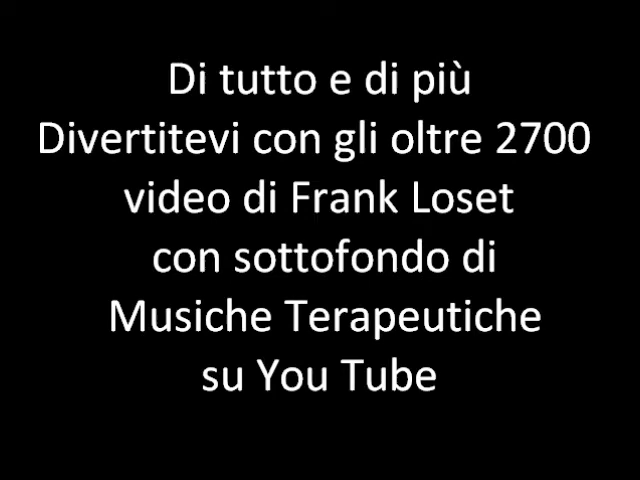 Di tutto e di più
Divertitevi con gli oltre 2700
video di Frank Loset
con sottofondo di
Musiche Terapeutiche
su You Tube